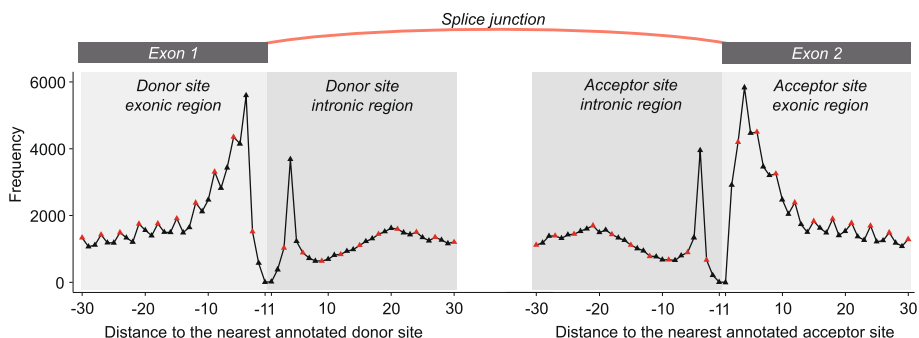 Splice junction
Exon 1
Exon 2
Donor site
exonic region
Donor site
intronic region
Acceptor site
intronic region
Acceptor site
exonic region
Frequency
6000
4000
2000
0
-30 -20 -10 -11 10 20 30
-30 -20 -10 -11 10 20 30
Distance to the nearest annotated donor site
Distance to the nearest annotated acceptor site